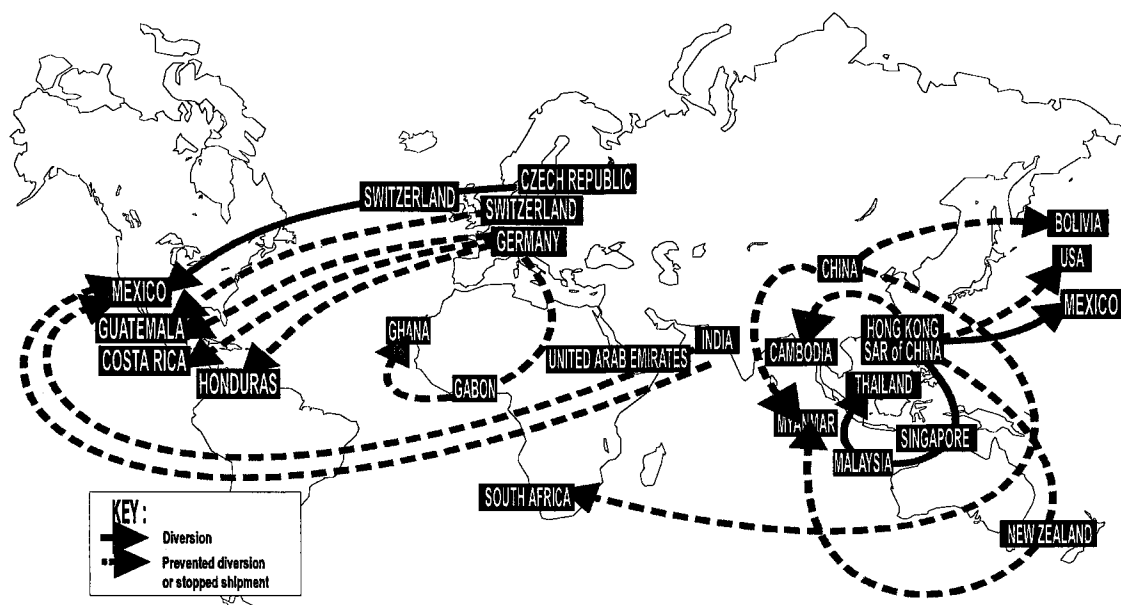 CZECH REPUBLIC
SWITZERLAND
SWITZERLAND
GERMANY
BOLIVIA
USA
CHINA
MEXICO
MEXICO
GUATEMALA
COSTA RICA
HONDURAS
GHANA
GABON
UNITED ARAB EMIRATES
INDIA
HONG KONG
SAR of CHINA
CAMBODIA
THAILAND
MYANMAR
SINGAPORE
MALAYSIA
SOUTH AFRICA
NEW ZEALAND
KEY :
Diversion
Prevented diversion
or stopped shipment